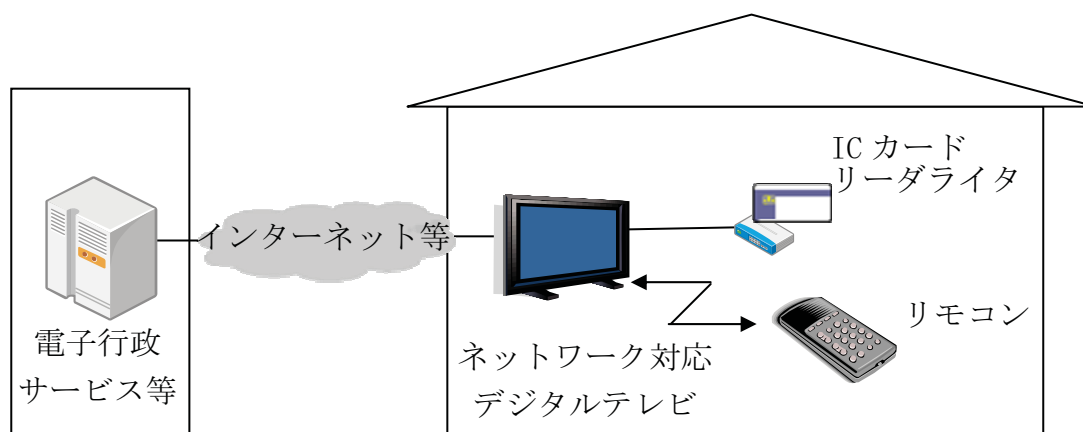 IC カード
リーダライタ
インターネット等
リモコン
電子行政
サービス等
ネットワーク対応
デジタルテレビ